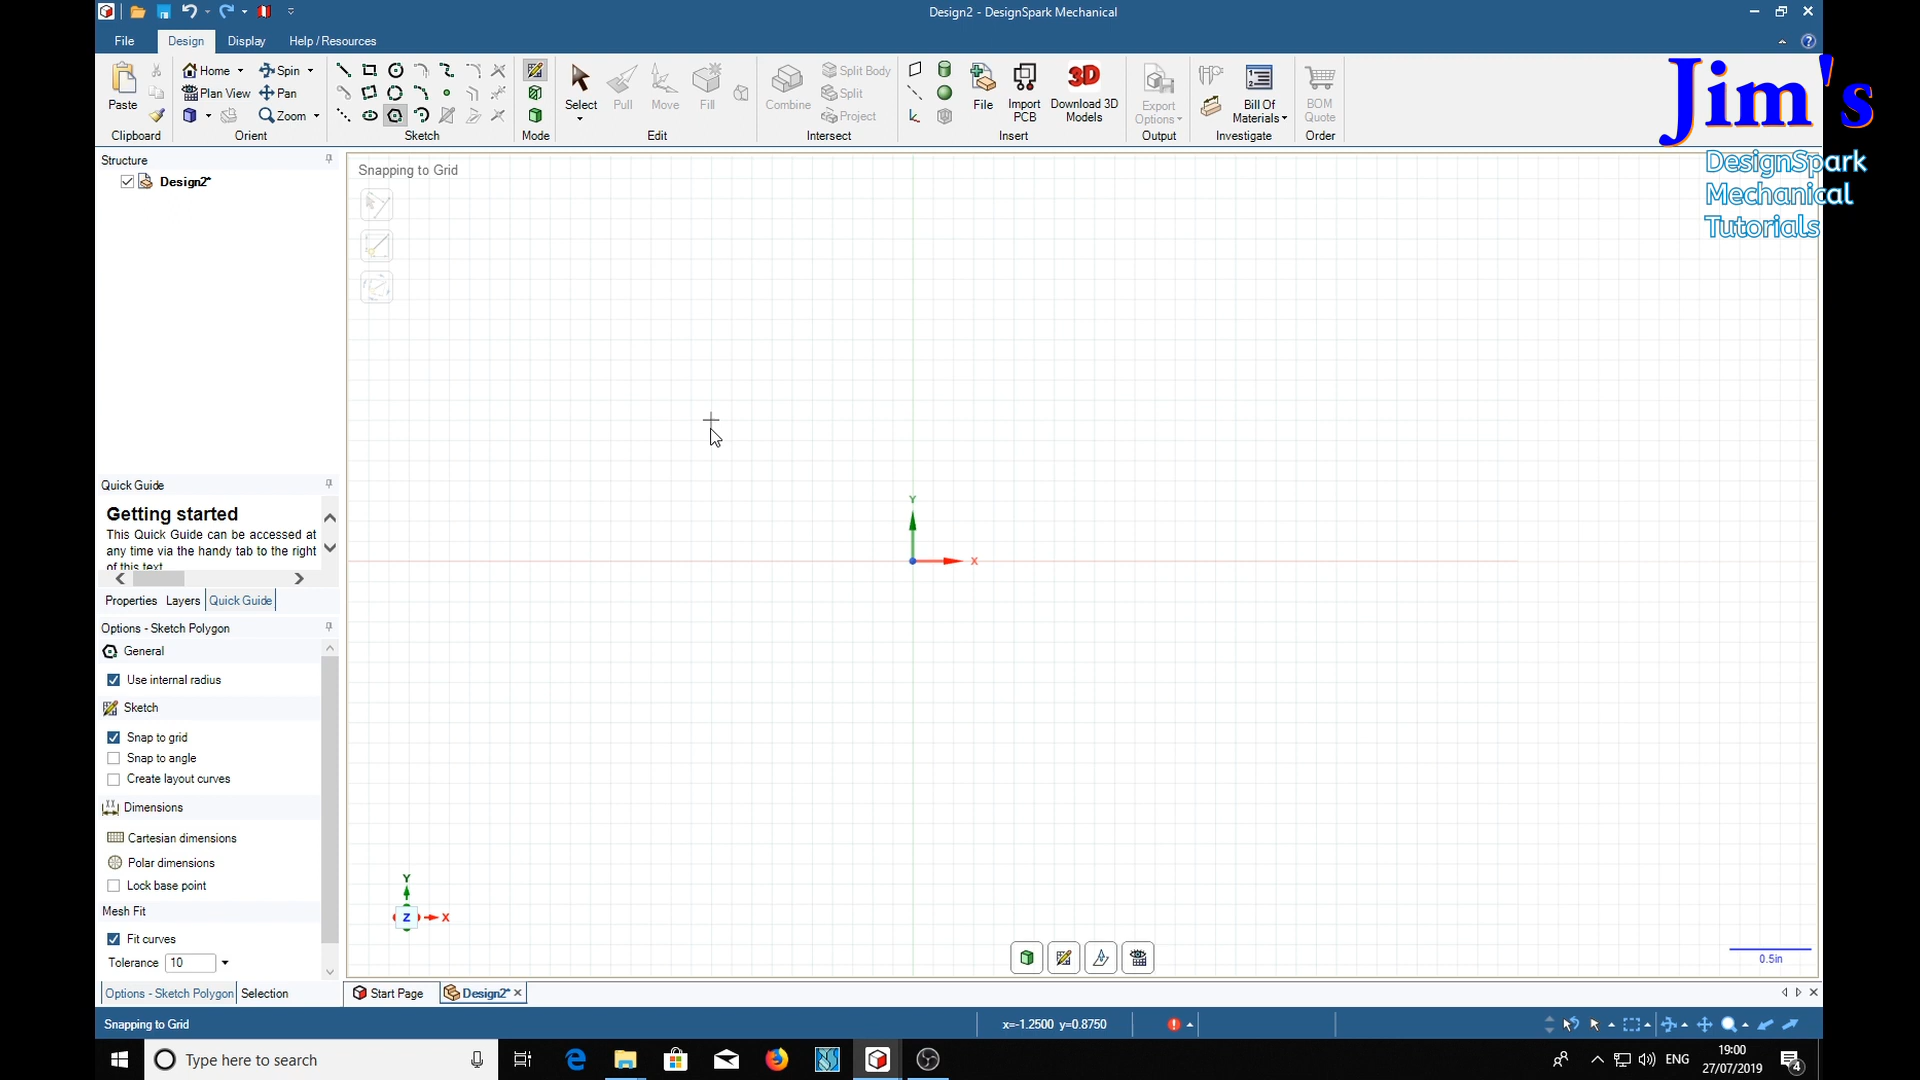 Design2 - DesignSpark Mechanical
File Design Display Help / Resources
Paste
Home
Plan View
Spin
Pan
Zoom
Clipboard
Orient
Sketch
Mode
Select
Pull
Move
Fill
Edit
Combine
Split Body
Split
Project
Intersect
File
Import PCB
Download 3D Models
Insert
Export Options
Output
Bill Of Materials
Investigate
BOM Quote
Order
3D
Jim's
DesignSpark
Mechanical
Tutorials
Structure
Design2*
Snapping to Grid
Quick Guide
Getting started
This Quick Guide can be accessed at
any time via the handy tab to the right
of this text
Properties Layers Quick Guide
Options - Sketch Polygon
General
Use internal radius
Sketch
Snap to grid
Snap to angle
Create layout curves
Dimensions
Cartesian dimensions
Polar dimensions
Lock base point
Mesh Fit
Fit curves
Tolerance 10
Options - Sketch Polygon Selection
Y
X
Y
Z X
0.5in
Start Page Design2*
Snapping to Grid x=-1.2500 y=0.8750
Type here to search
ENG
19:00
27/07/2019
4